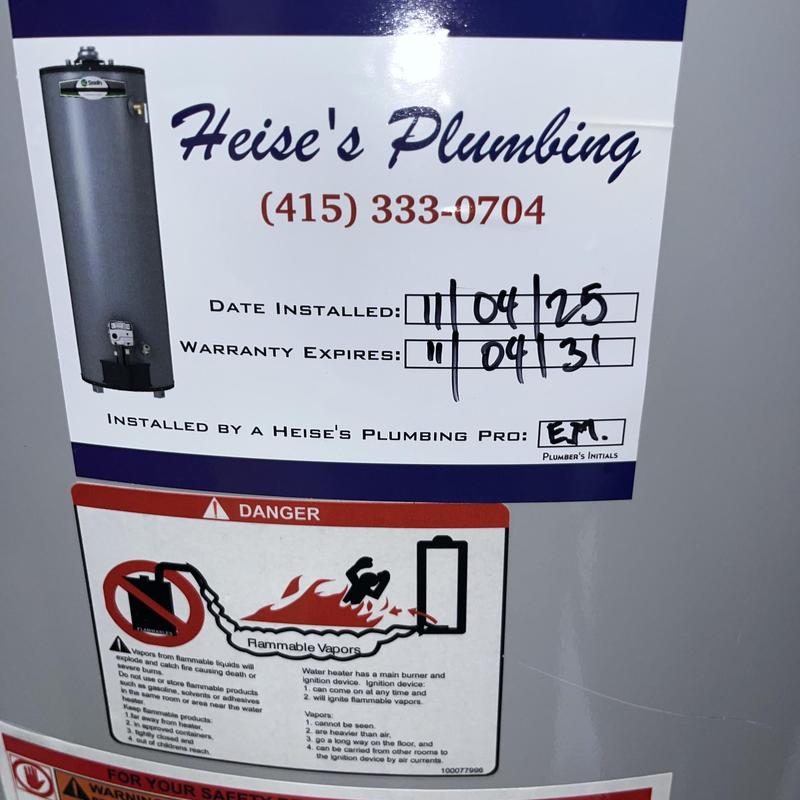 Smith
Heise's Plumbing
(415) 333-0704
DATE INSTALLED: 11/04/25
WARRANTY EXPIRES: 11/04/31
INSTALLED BY A HEISE'S PLUMBING PRO: E.M.
PLUMBER'S INITIALS
DANGER
FLAMMABLES
Flammable Vapors
Vapors from flammable liquids will
explode and catch fire causing death or
severe burns.
Do not use or store flammable products
such as gasoline, solvents or adhesives
in the same room or area near the water
heater.
Keep flammable products:
1. far away from heater,
2. in approved containers,
3. tightly closed and
4. out of childrens reach.
Water heater has a main burner and
ignition device. Ignition device:
1. can come on at any time and
2. will ignite flammable vapors.
Vapors:
1. cannot be seen.
2. are heavier than air,
3. go a long way on the floor, and
4. can be carried from other rooms to
the ignition device by air currents.
100077996
FOR YOUR SAFETY
WARNING